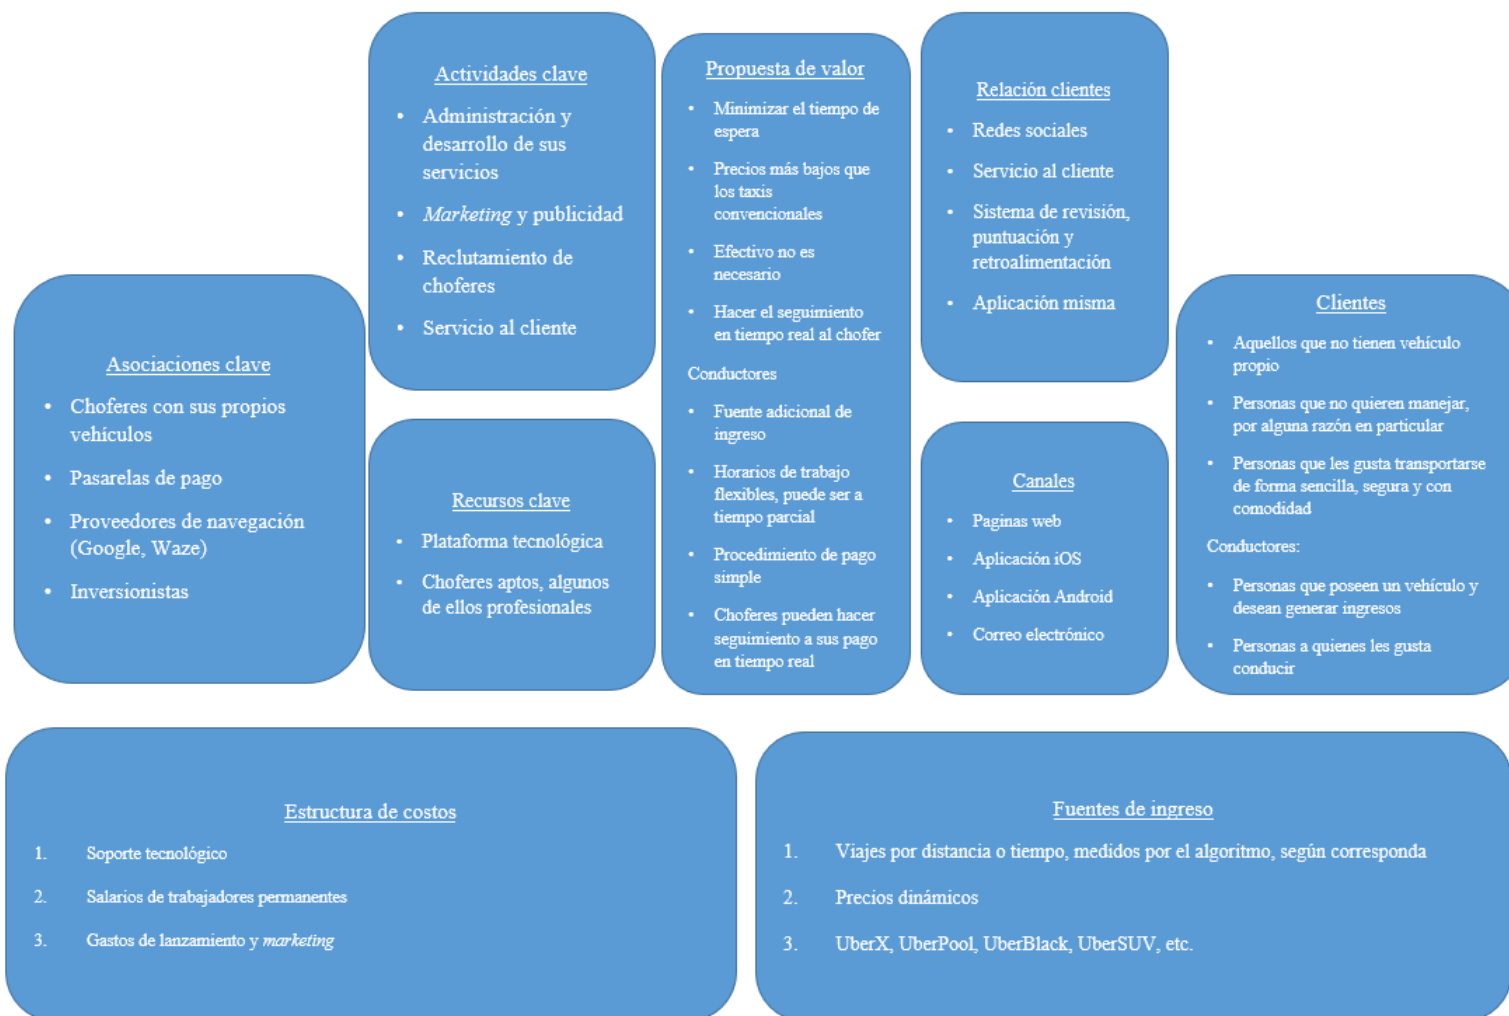 Asociaciones clave
• Choferes con sus propios
vehículos
• Pasarelas de pago
• Proveedores de navegación
(Google, Waze)
• Inversionistas
Actividades clave
• Administración y
desarrollo de sus
servicios
• Marketing y publicidad
• Reclutamiento de
choferes
• Servicio al cliente
Recursos clave
• Plataforma tecnológica
• Choferes aptos, algunos
de ellos profesionales
Propuesta de valor
• Minimizar el tiempo de
espera
• Precios más bajos que
los taxis
convencionales
• Efectivo no es
necesario
• Hacer el seguimiento
en tiempo real al chofer
Conductores
• Fuente adicional de
ingreso
• Horarios de trabajo
flexibles, puede ser a
tiempo parcial
• Procedimiento de pago
simple
• Choferes pueden hacer
seguimiento a sus pago
en tiempo real
Relación clientes
• Redes sociales
• Servicio al cliente
• Sistema de revisión,
puntuación y
retroalimentación
• Aplicación misma
Canales
• Paginas web
• Aplicación iOS
• Aplicación Android
• Correo electrónico
Clientes
• Aquellos que no tienen vehículo
propio
• Personas que no quieren manejar,
por alguna razón en particular
• Personas que les gusta transportarse
de forma sencilla, segura y con
comodidad
Conductores:
• Personas que poseen un vehículo y
desean generar ingresos
• Personas a quienes les gusta
conducir
Estructura de costos
1. Soporte tecnológico
2. Salarios de trabajadores permanentes
3. Gastos de lanzamiento y marketing
Fuentes de ingreso
1. Viajes por distancia o tiempo, medidos por el algoritmo, según corresponda
2. Precios dinámicos
3. UberX, UberPool, UberBlack, UberSUV, etc.